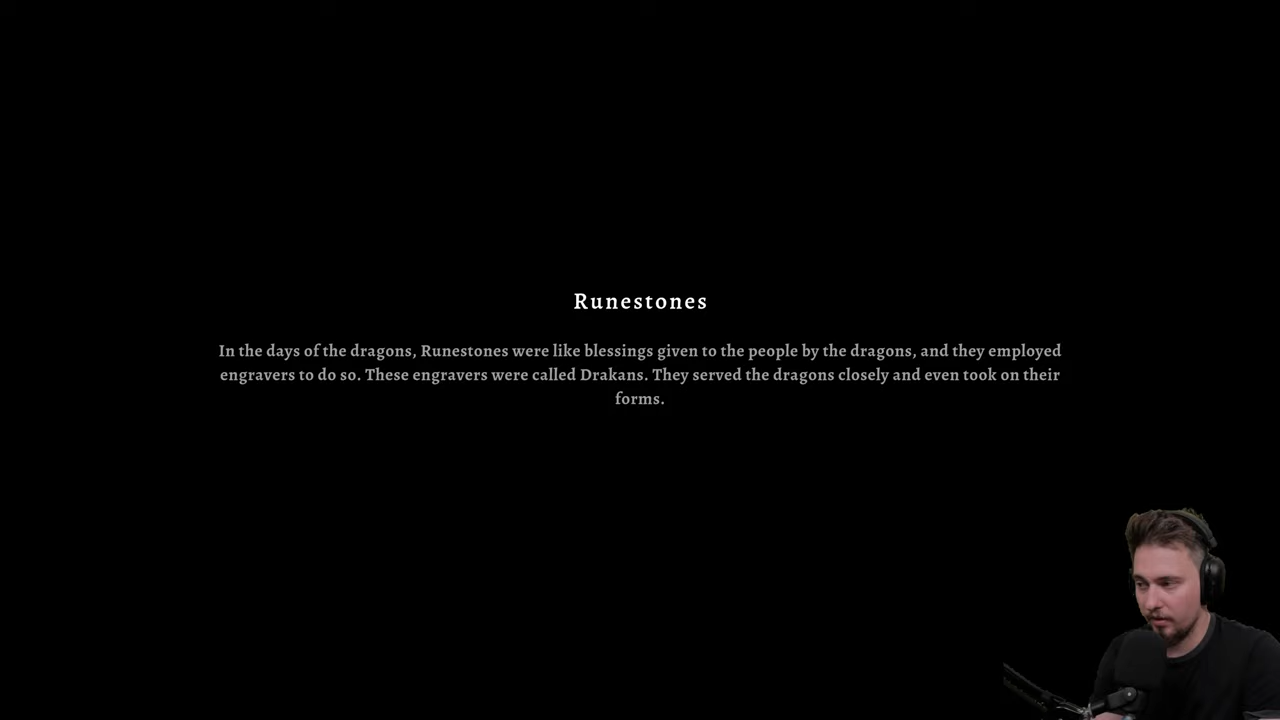 Runestones
In the days of the dragons, Runestones were like blessings given to the people by the dragons, and they employed
engravers to do so. These engravers were called Drakans. They served the dragons closely and even took on their
forms.